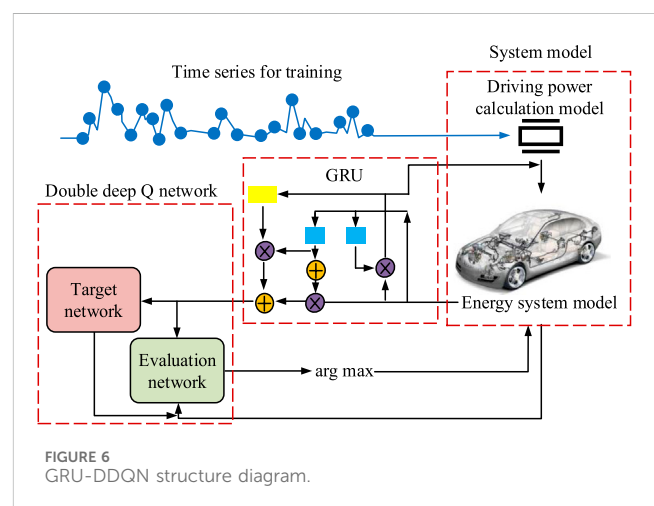 System model
Time series for training
Driving power
calculation model
GRU
Double deep Q network
Target
network
Energy system model
Evaluation
network
arg max
FIGURE 6
GRU-DDQN structure diagram.